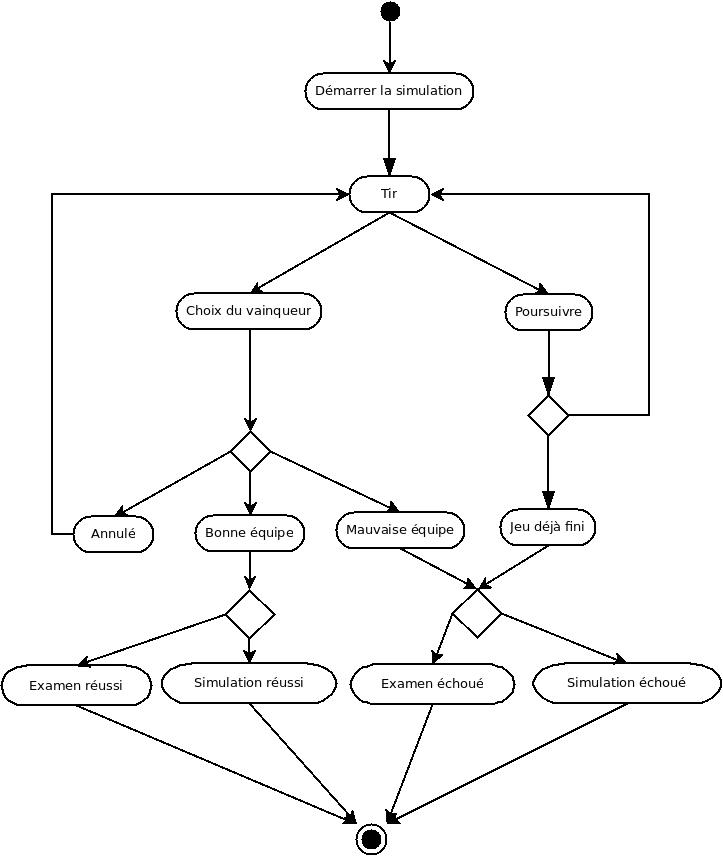 Démarrer la simulation
Tir
Choix du vainqueur
Poursuivre
Annulé
Bonne équipe
Mauvaise équipe
Jeu déjà fini
Examen réussi
Simulation réussi
Examen échoué
Simulation échoué